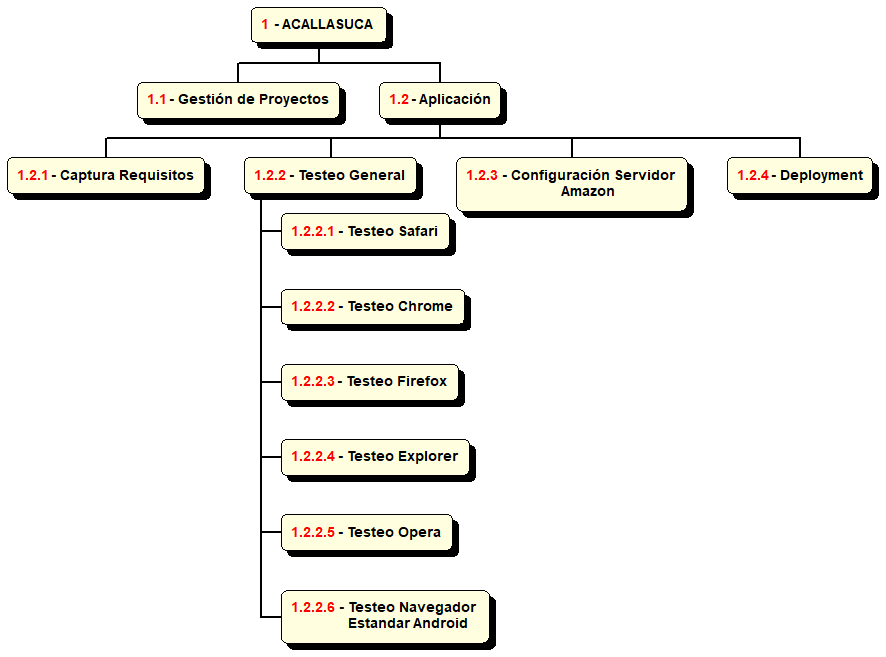 1 - ACALLASUCA
1.1 - Gestión de Proyectos
1.2 - Aplicación
1.2.1 - Captura Requisitos
1.2.2 - Testeo General
1.2.3 - Configuración Servidor
Amazon
1.2.4 - Deployment
1.2.2.1 - Testeo Safari
1.2.2.2 - Testeo Chrome
1.2.2.3 - Testeo Firefox
1.2.2.4 - Testeo Explorer
1.2.2.5 - Testeo Opera
1.2.2.6 - Testeo Navegador
Estandar Android